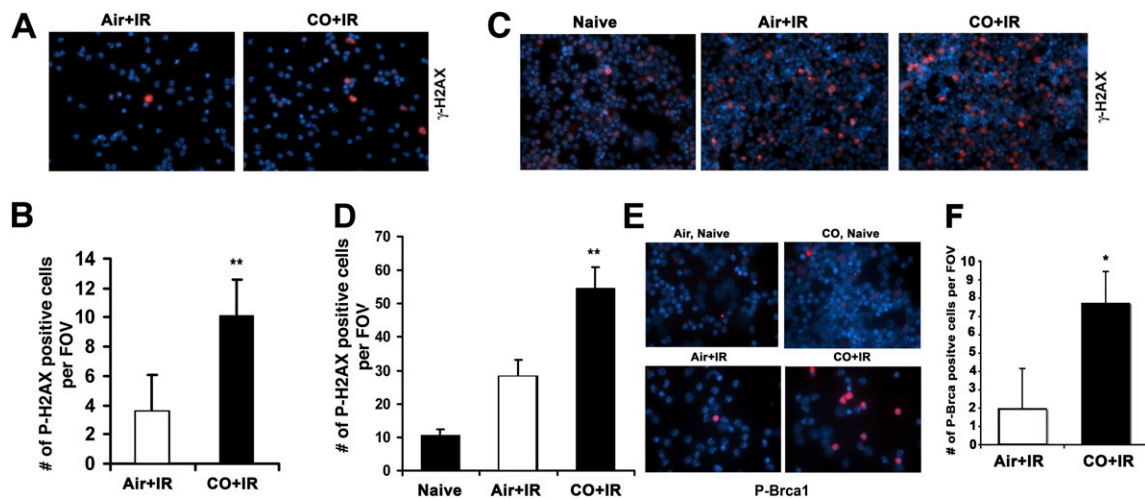 A
Air+IR
CO+IR
γ-H2AX
C
Naive
Air+IR
CO+IR
γ-H2AX
B
# of P-H2AX positive cells
per FOV
14
12
10
8
6
4
2
0
**
Air+IR
CO+IR
D
# of P-H2AX positive cells
per FOV
70
60
50
40
30
20
10
0
**
Naive
Air+IR
CO+IR
E
Air, Naive
CO, Naive
Air+IR
CO+IR
P-Brca1
F
# of P-Brca positive cells per FOV
10
9
8
7
6
5
4
3
2
1
0
*
Air+IR
CO+IR